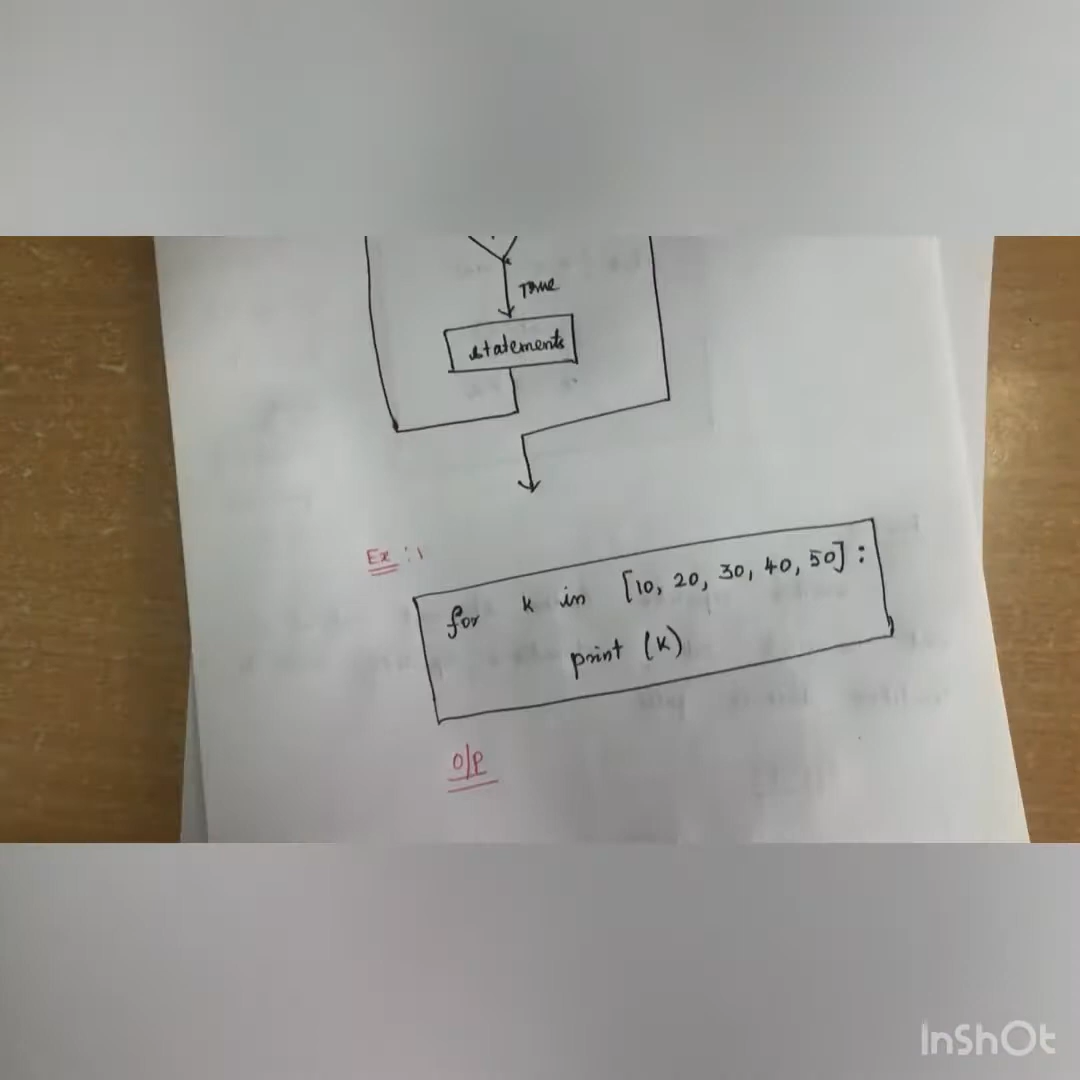 True
statements
Ex : 1
for k in [10, 20, 30, 40, 50] :
print (k)
O/P
InShOt